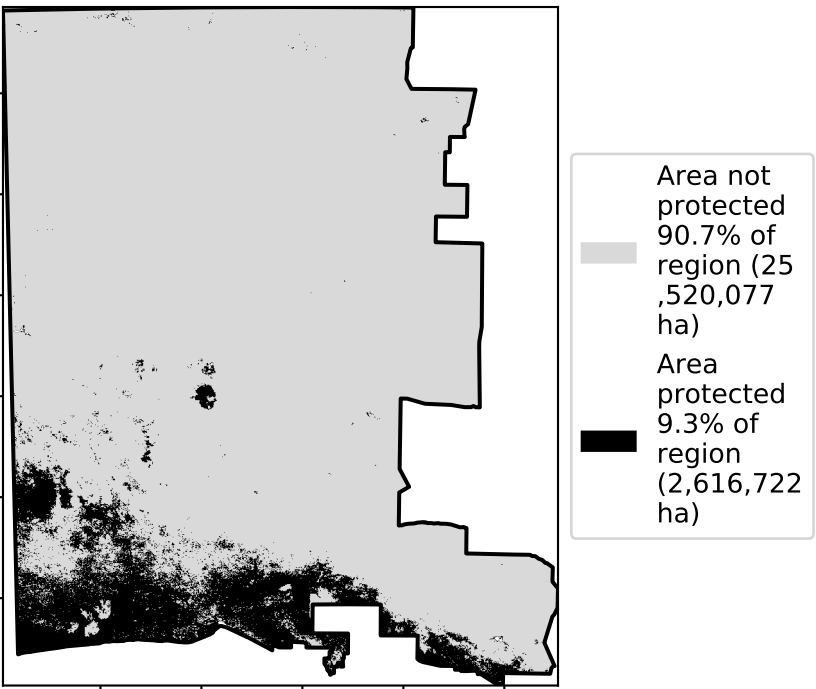 Area not
protected
90.7% of
region (25
,520,077
ha)
Area
protected
9.3% of
region
(2,616,722
ha)